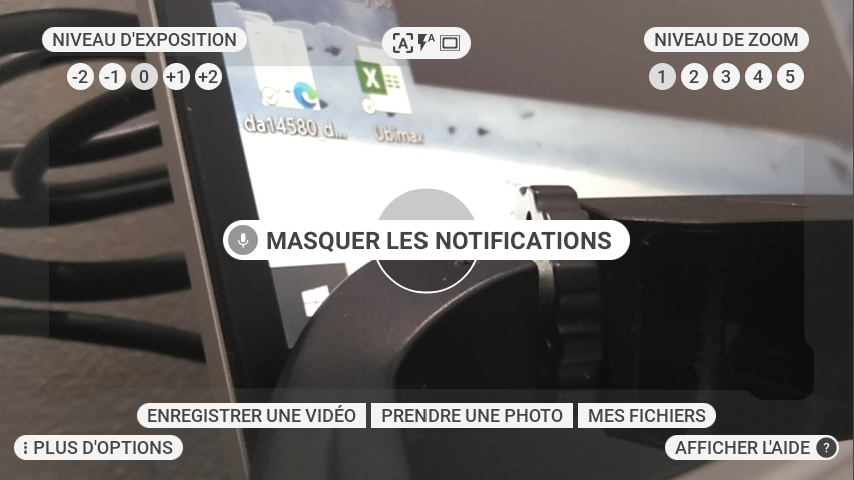 NIVEAU D'EXPOSITION
-2 -1 0 +1 +2
A A
NIVEAU DE ZOOM
1 2 3 4 5
da14580_d...
Ubimax
MASQUER LES NOTIFICATIONS
ENREGISTRER UNE VIDÉO
PRENDRE UNE PHOTO
MES FICHIERS
PLUS D'OPTIONS
AFFICHER L'AIDE ?